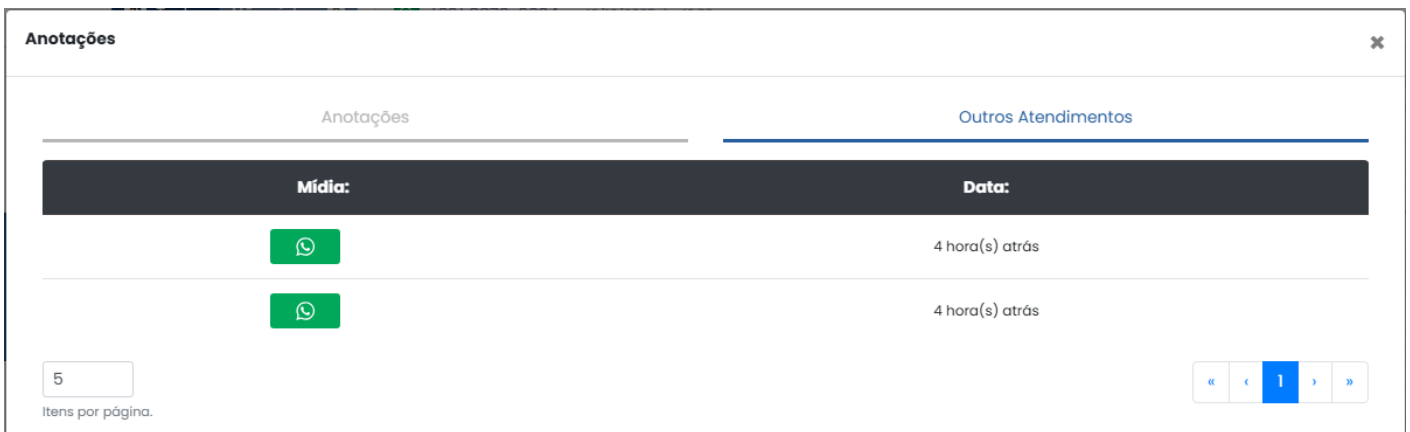 Anotações
✖
Anotações
Outros Atendimentos
Mídia:
Data:
4 hora(s) atrás
4 hora(s) atrás
5
« ‹ 1 › »
Itens por página.